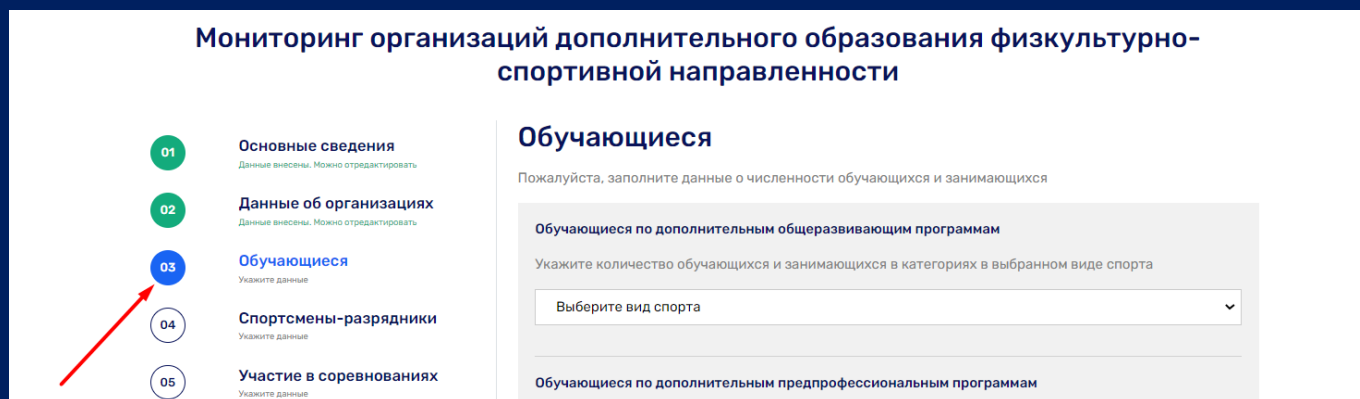 Мониторинг организаций дополнительного образования физкультурно-
спортивной направленности
01
Основные сведения
Данные внесены. Можно отредактировать
02
Данные об организациях
Данные внесены. Можно отредактировать
03
Обучающиеся
Укажите данные
04
Спортсмены-разрядники
Укажите данные
05
Участие в соревнованиях
Укажите данные
Обучающиеся
Пожалуйста, заполните данные о численности обучающихся и занимающихся
Обучающиеся по дополнительным общеразвивающим программам
Укажите количество обучающихся и занимающихся в категориях в выбранном виде спорта
Выберите вид спорта
Обучающиеся по дополнительным предпрофессиональным программам